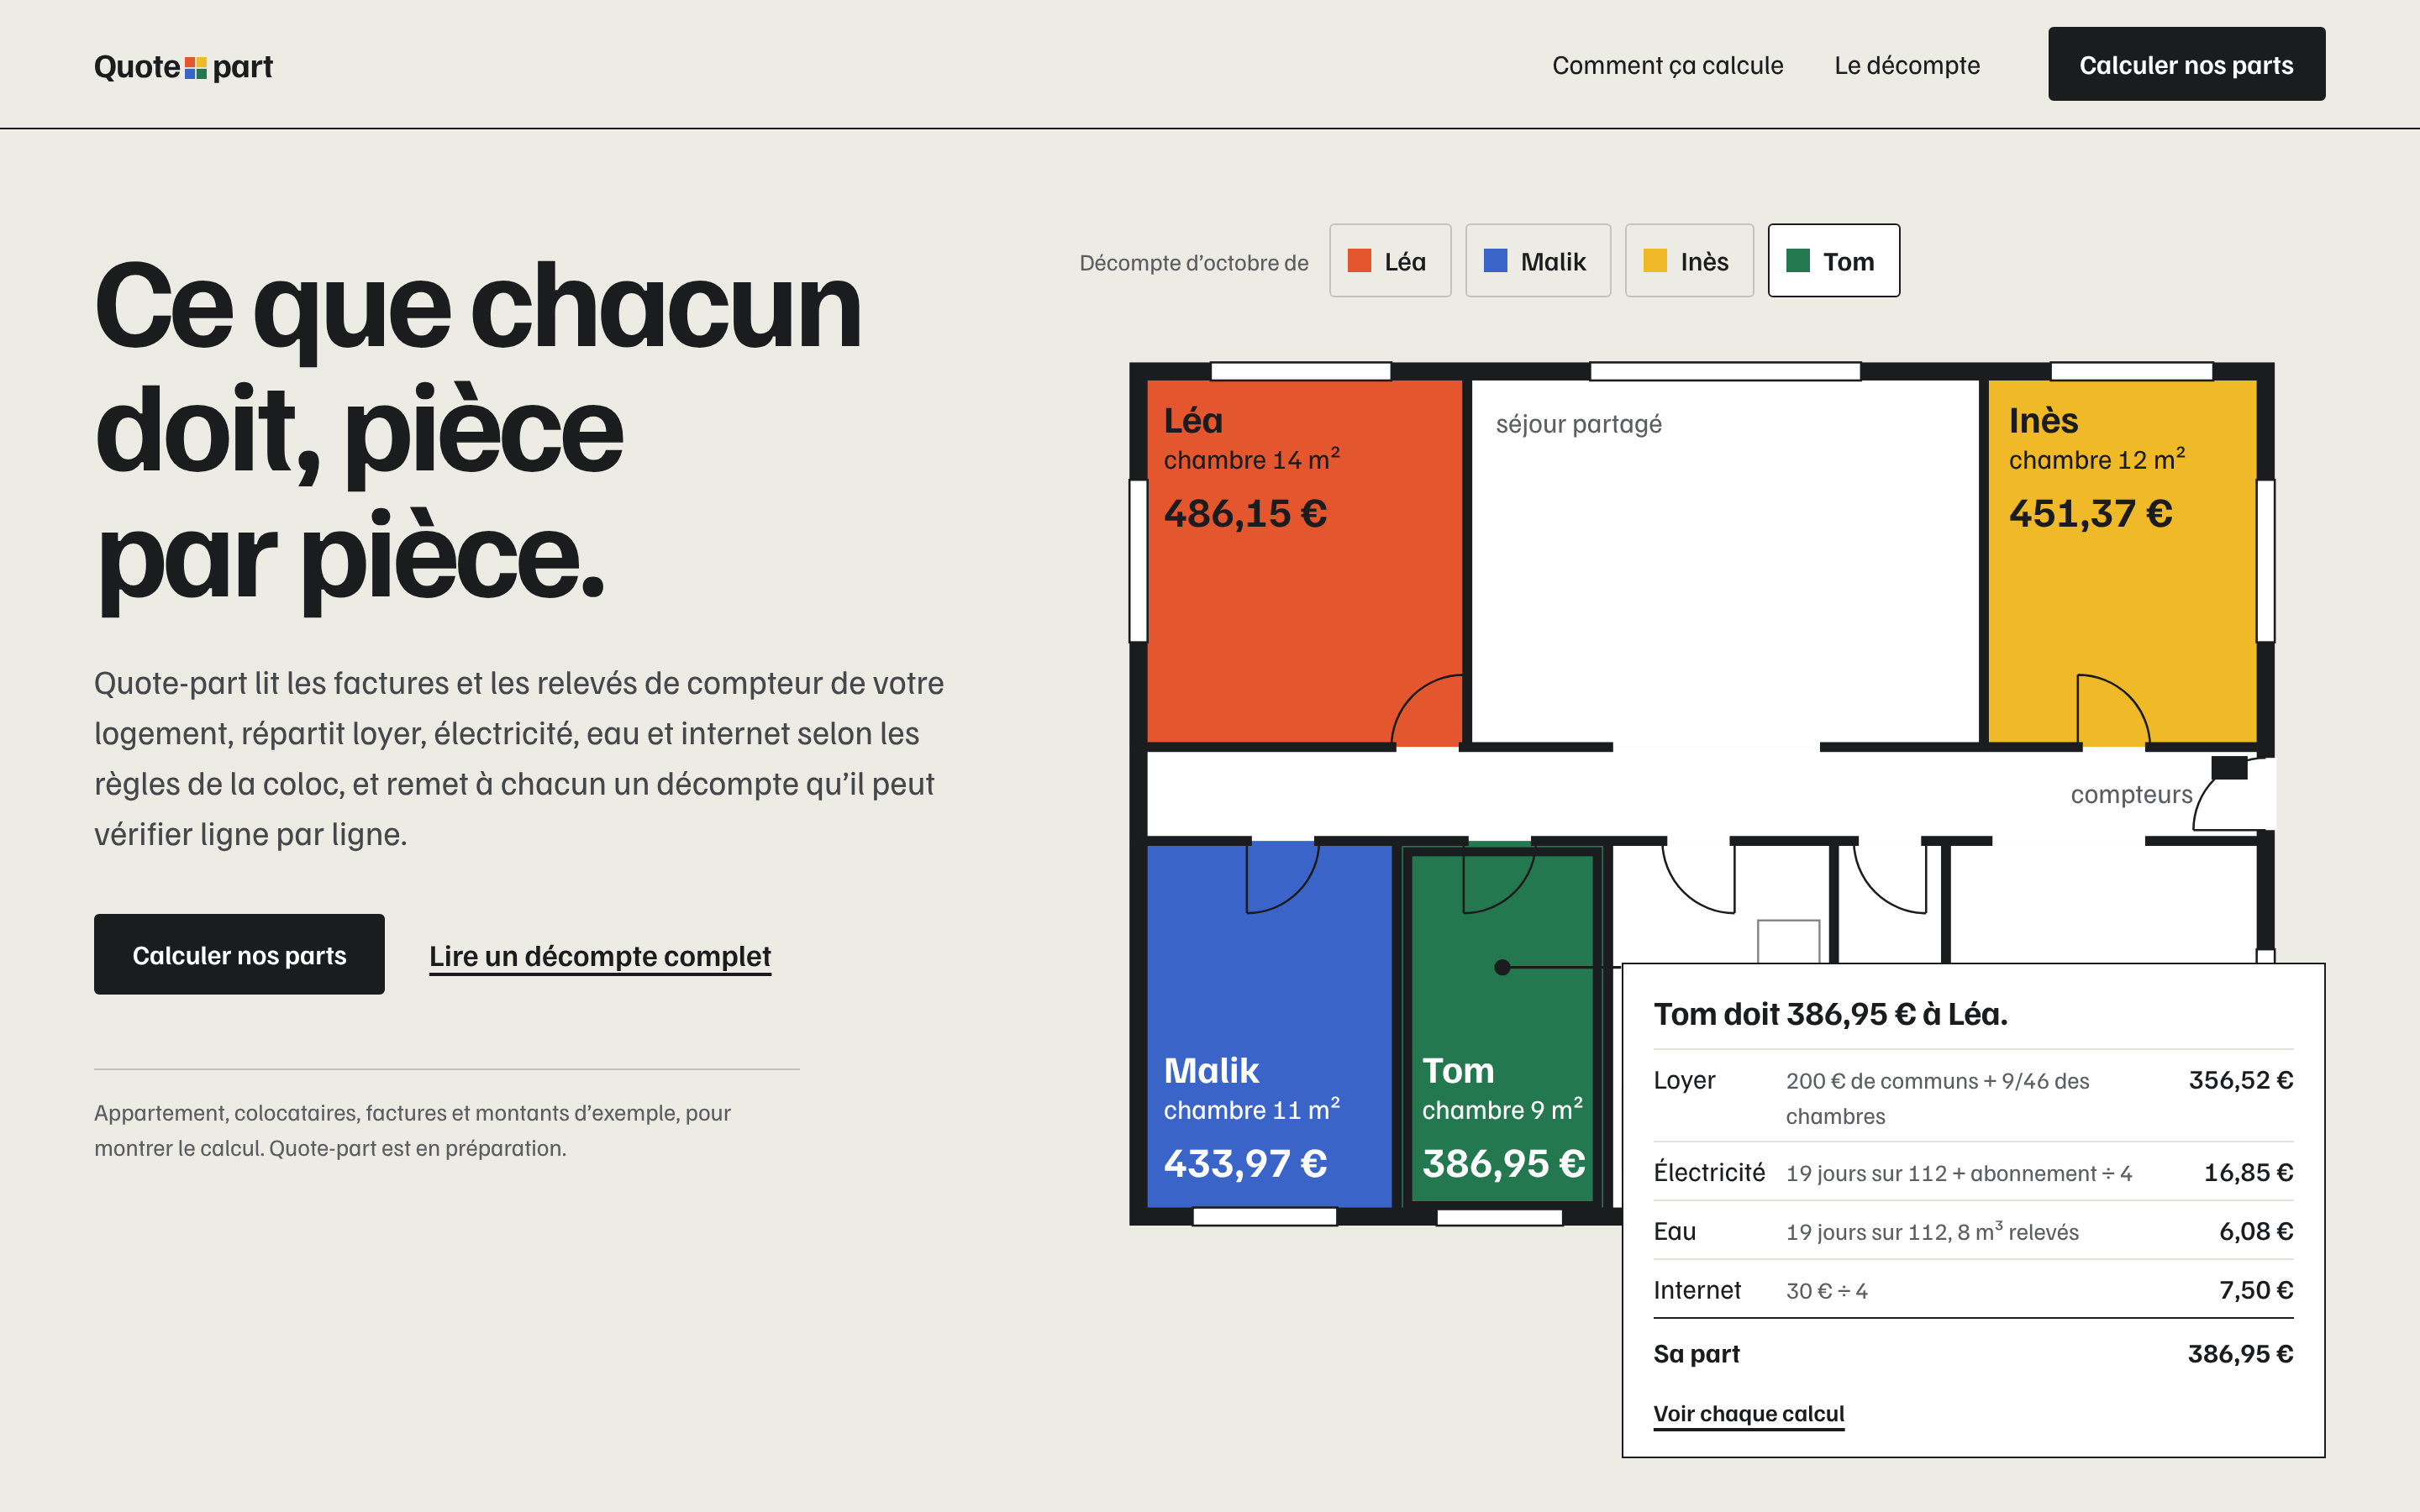 Quote part
Comment ça calcule
Le décompte
Calculer nos parts
Ce que chacun
doit, pièce
par pièce.
Quote-part lit les factures et les relevés de compteur de votre
logement, répartit loyer, électricité, eau et internet selon les
règles de la coloc, et remet à chacun un décompte qu’il peut
vérifier ligne par ligne.
Calculer nos parts
Lire un décompte complet
Appartement, colocataires, factures et montants d’exemple, pour
montrer le calcul. Quote-part est en préparation.
Décompte d’octobre de
Léa
Malik
Inès
Tom
Léa
chambre 14 m²
486,15 €
séjour partagé
Inès
chambre 12 m²
451,37 €
compteurs
Malik
chambre 11 m²
433,97 €
Tom
chambre 9 m²
386,95 €
Tom doit 386,95 € à Léa.
Loyer 200 € de communs + 9/46 des 356,52 €
chambres
Électricité 19 jours sur 112 + abonnement ÷ 4 16,85 €
Eau 19 jours sur 112, 8 m³ relevés 6,08 €
Internet 30 € ÷ 4 7,50 €
Sa part 386,95 €
Voir chaque calcul